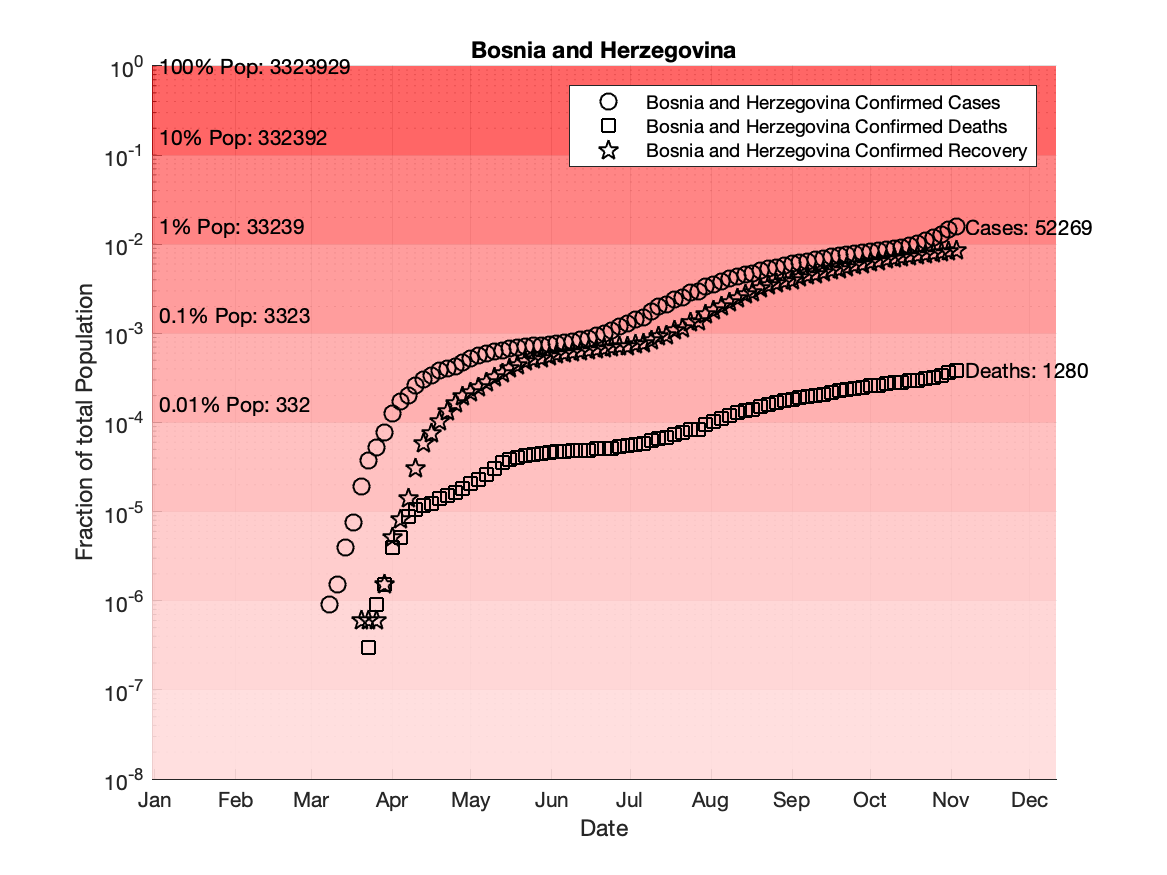 Bosnia and Herzegovina
10^0
100% Pop: 3323929
Bosnia and Herzegovina Confirmed Cases
Bosnia and Herzegovina Confirmed Deaths
Bosnia and Herzegovina Confirmed Recovery
10% Pop: 332392
10^-1
1% Pop: 33239
Cases: 52269
10^-2
0.1% Pop: 3323
10^-3
Deaths: 1280
0.01% Pop: 332
10^-4
10^-5
10^-6
10^-7
10^-8
Fraction of total Population
Jan Feb Mar Apr May Jun Jul Aug Sep Oct Nov Dec
Date